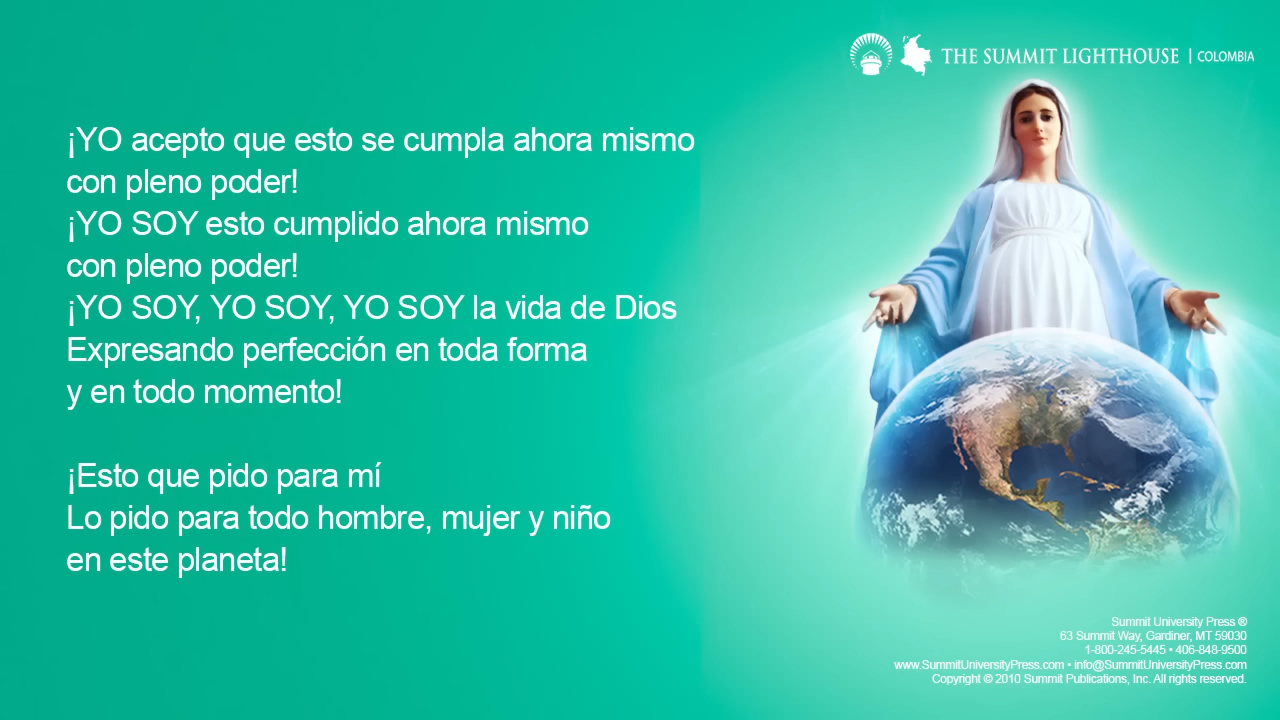 THE SUMMIT LIGHTHOUSE | COLOMBIA
¡YO acepto que esto se cumpla ahora mismo
con pleno poder!
¡YO SOY esto cumplido ahora mismo
con pleno poder!
¡YO SOY, YO SOY, YO SOY la vida de Dios
Expresando perfección en toda forma
y en todo momento!
¡Esto que pido para mí
Lo pido para todo hombre, mujer y niño
en este planeta!
Summit University Press ®
63 Summit Way, Gardiner, MT 59030
1-800-245-5445 • 406-848-9500
www.SummitUniversityPress.com • info@SummitUniversityPress.com
Copyright © 2010 Summit Publications, Inc. All rights reserved.